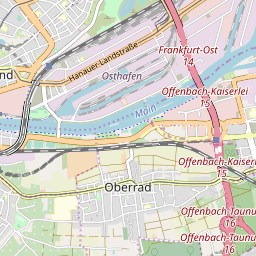 Frankfurt-Ost
14
Hanauer Landstraße
Osthafen
nd
Offenbach-Kaiserlei
15
Main
Offenbach-Kaise
15
Oberrad
Offenbach-Taunu
16
Offenbach-Taunu
16